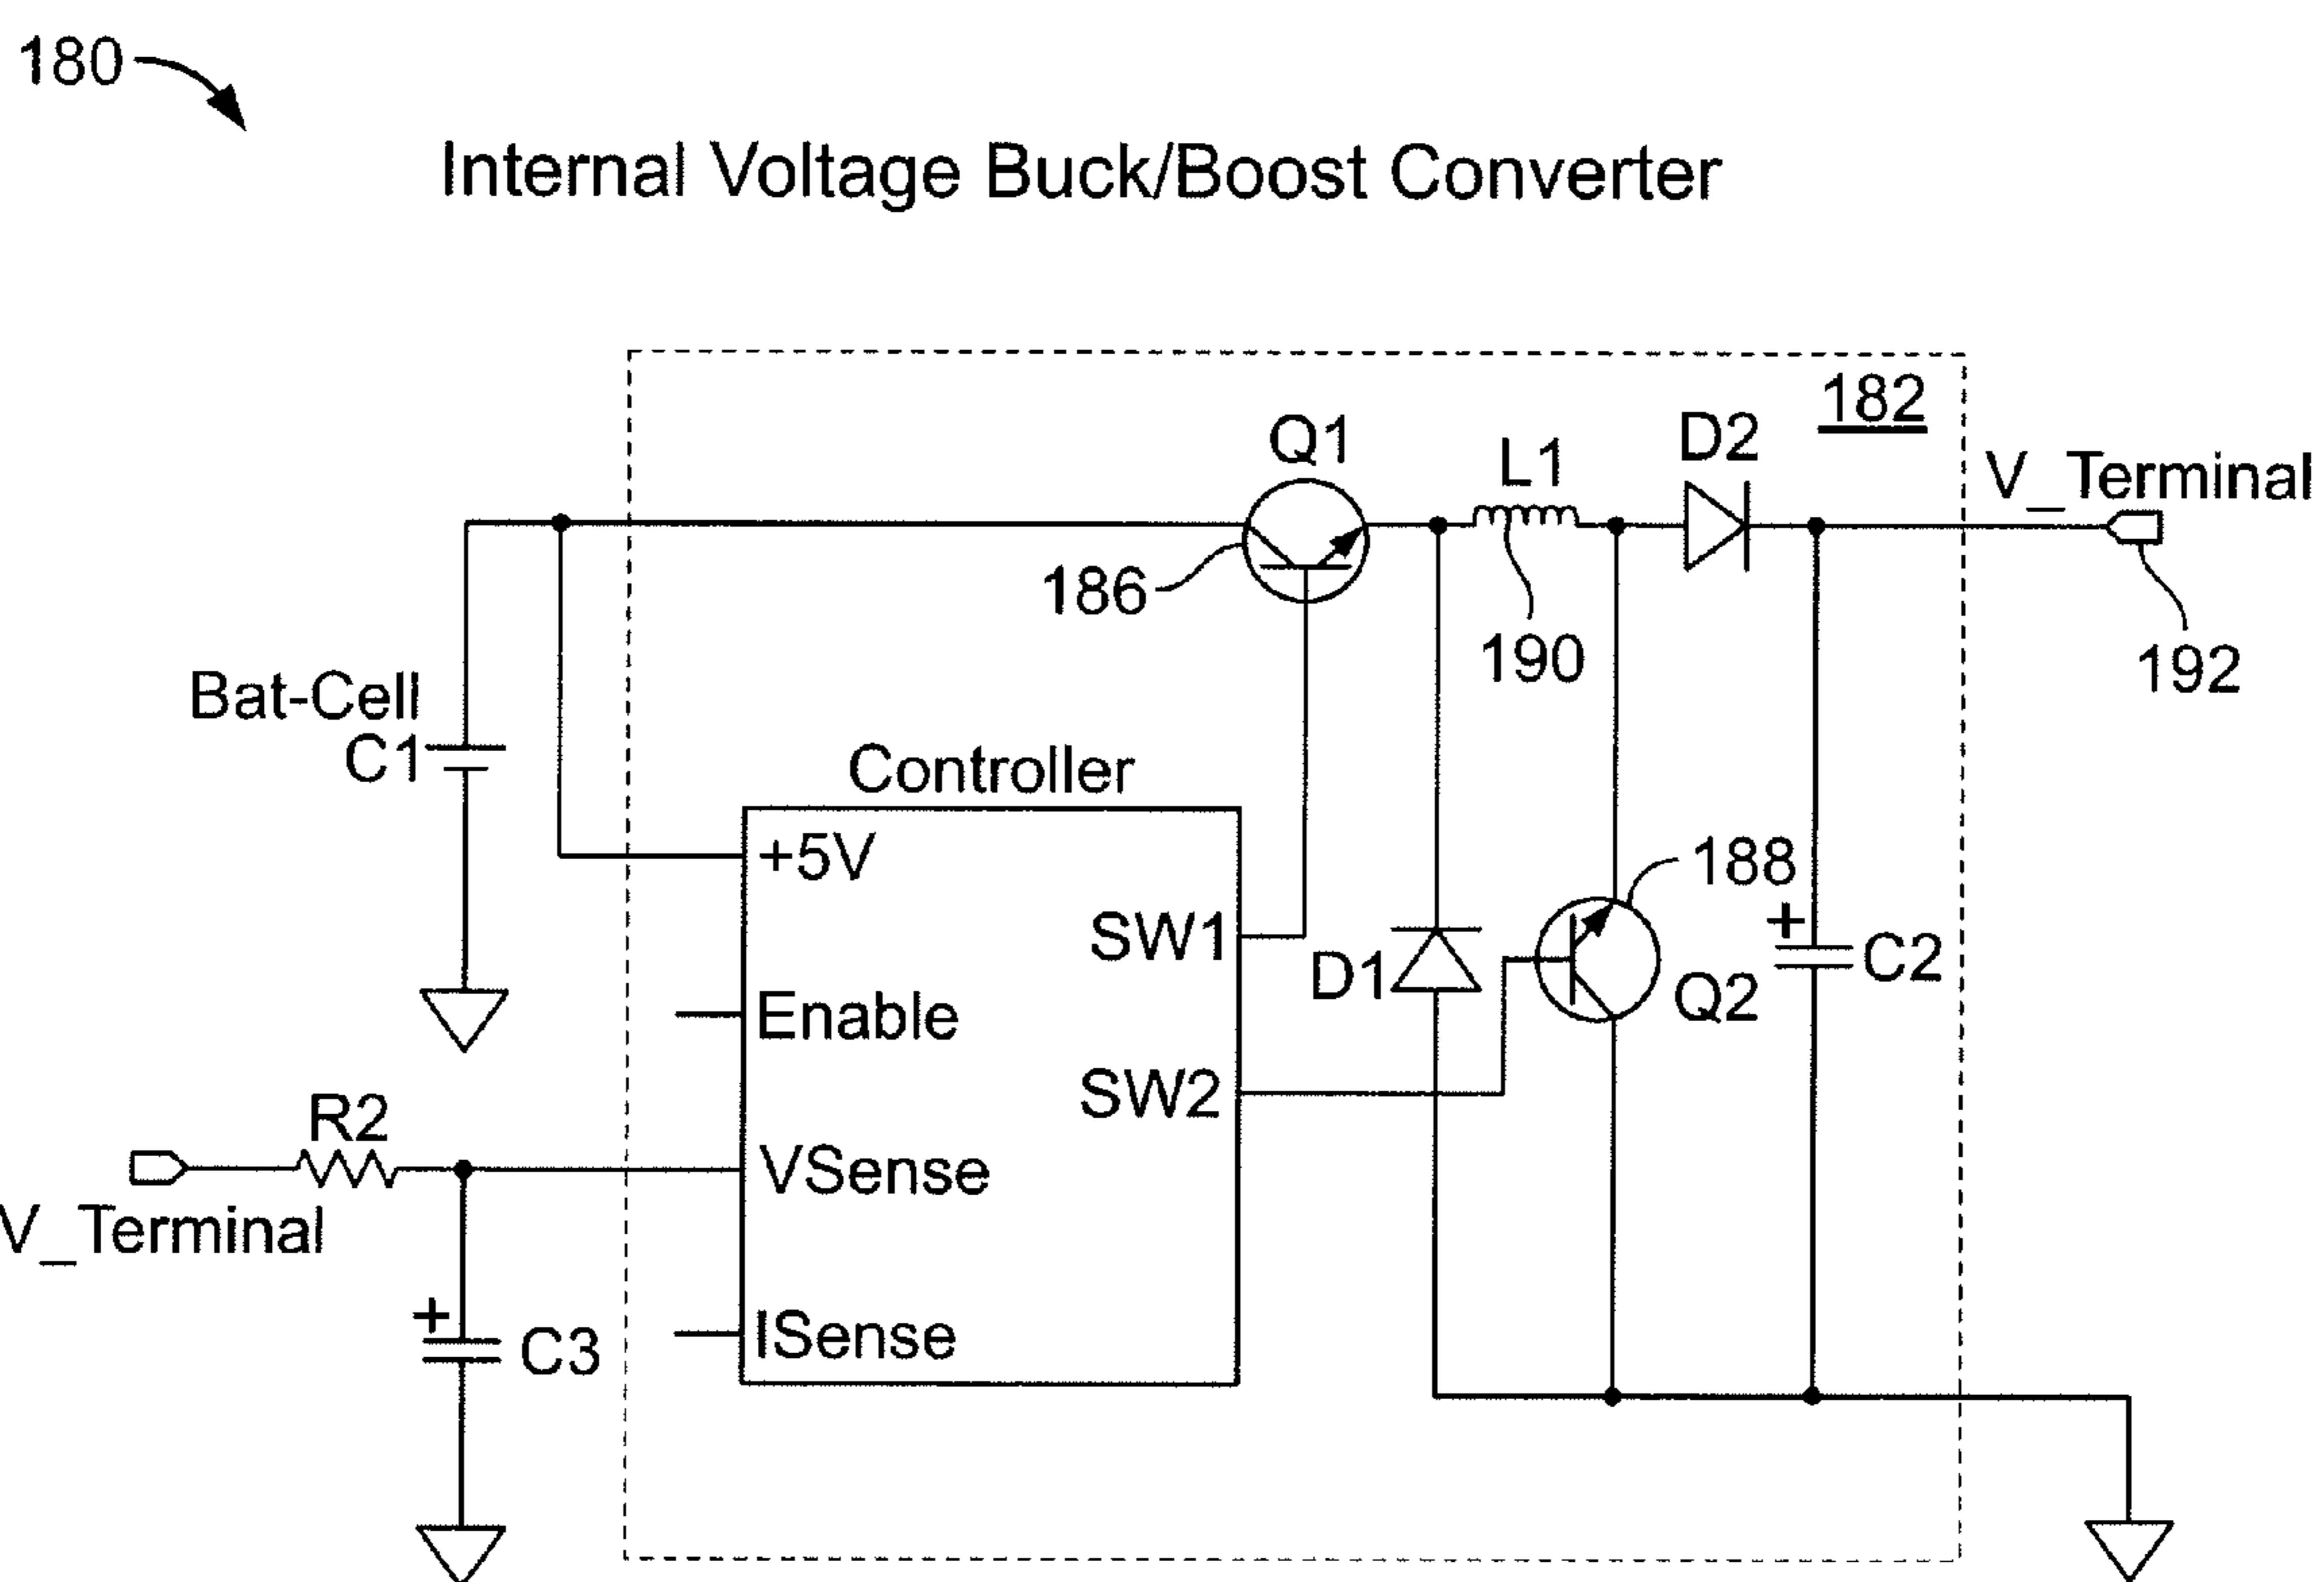 180
Internal Voltage Buck/Boost Converter
182
Q1
L1
D2
V_Terminal
186
190
192
Bat-Cell
C1
Controller
+5V
188
SW1
+
D1
C2
Q2
Enable
SW2
R2
VSense
V_Terminal
+
C3
ISense